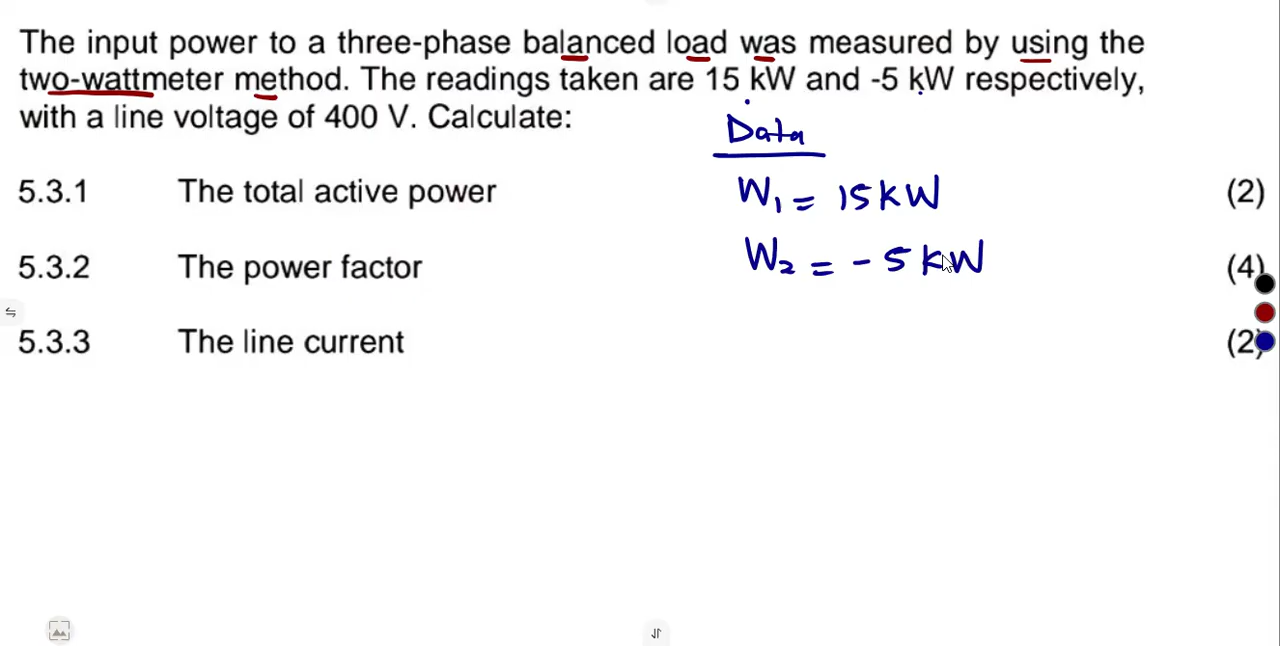 The input power to a three-phase balanced load was measured by using the
two-wattmeter method. The readings taken are 15 kW and -5 kW respectively,
with a line voltage of 400 V. Calculate:
Data
5.3.1 The total active power (2)
W₁ = 15 kW
W₂ = - 5 kW
5.3.2 The power factor (4)
5.3.3 The line current (2)